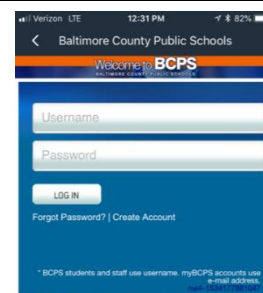 Verizon LTE 12:31 PM 82%
Baltimore County Public Schools
Welcome to BCPS
BALTIMORE COUNTY PUBLIC SCHOOLS
Username
Password
LOG IN
Forgot Password? | Create Account
* BCPS students and staff use username. myBCPS accounts use
e-mail address.